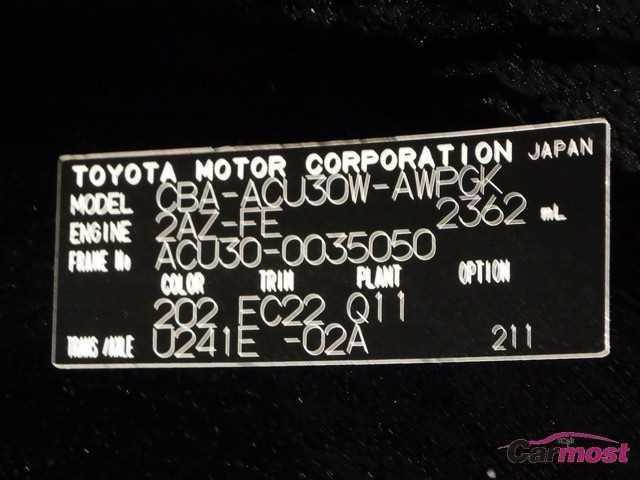 TOYOTA MOTOR CORPORATION JAPAN
MODEL CBA-ACU30W-AWPGK
ENGINE 2AZ-FE 2362 mL
FRAME No ACU30-0035050
COLOR TRIM PLANT OPTION
202 FC22 Q11
TRANS/AXLE U241E -02A 211
Carmost